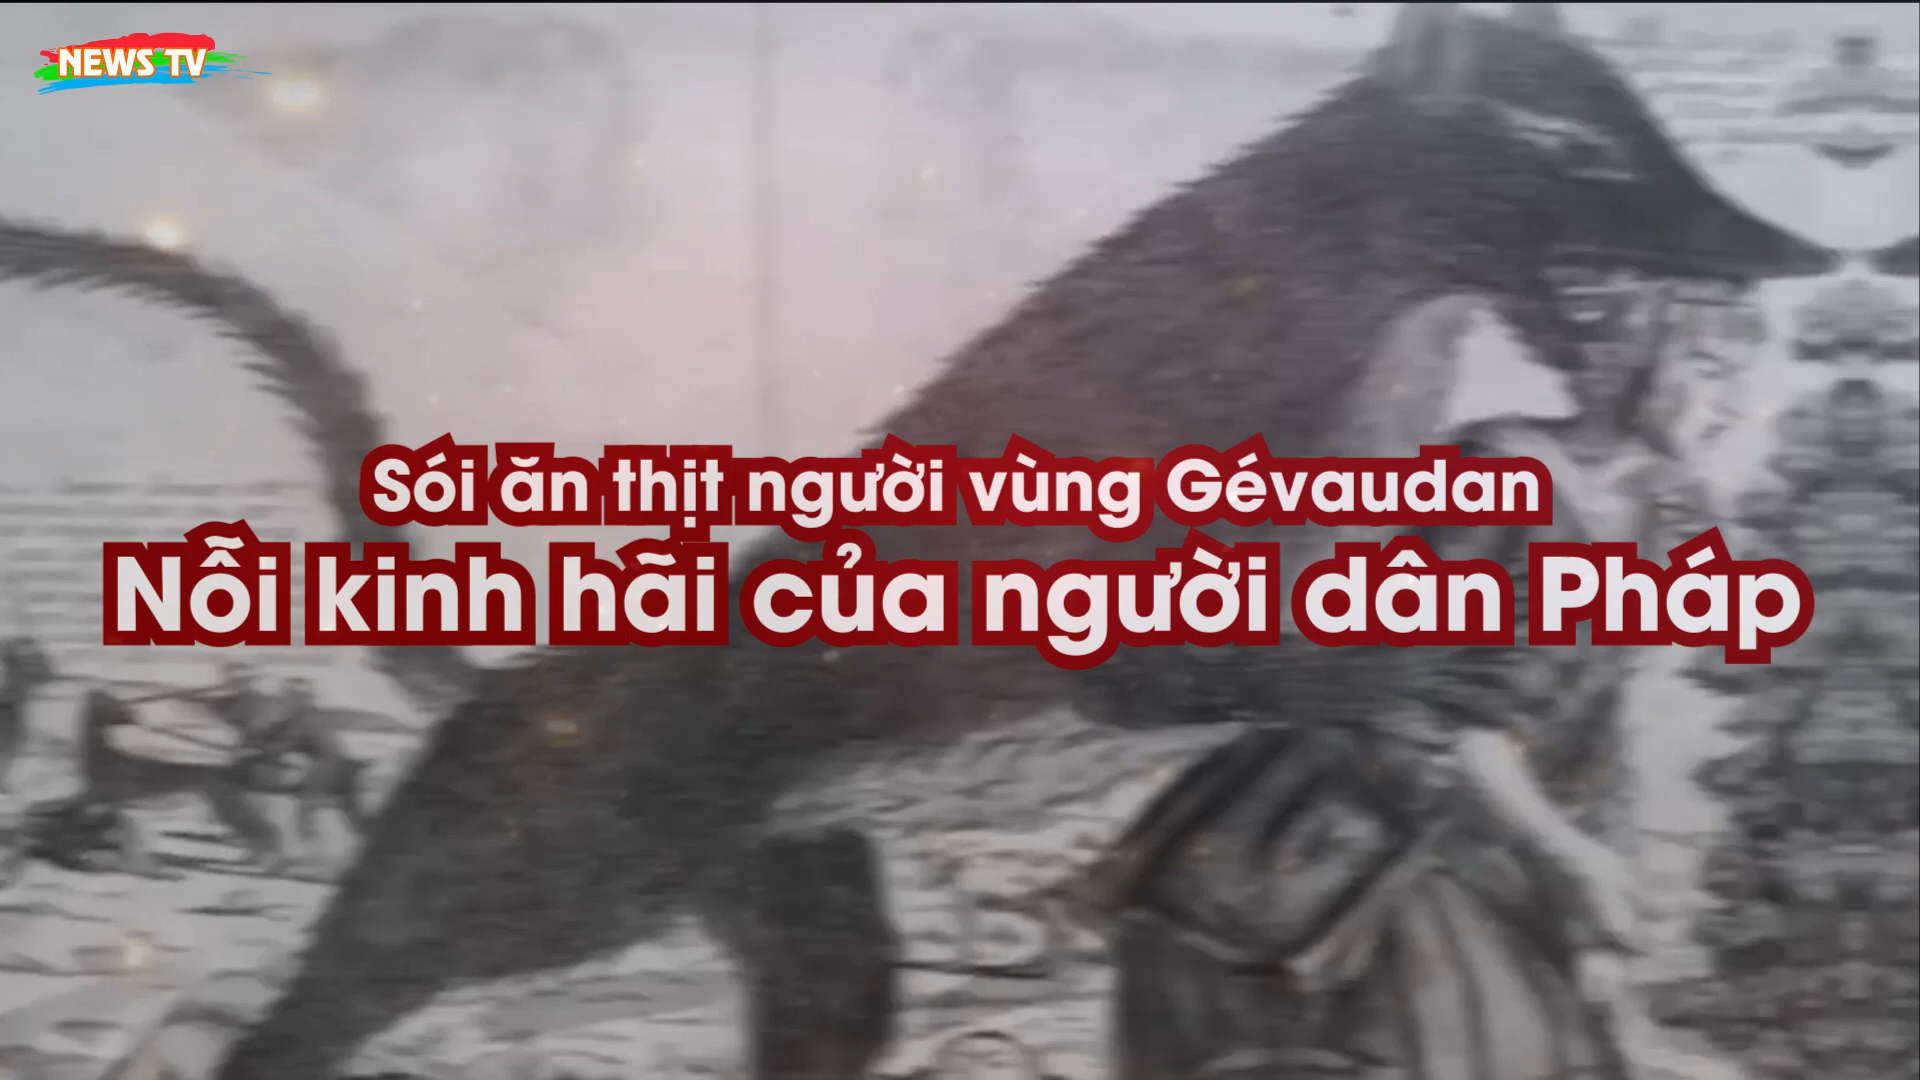 NEWS TV
Sói ăn thịt người vùng Gévaudan
Nỗi kinh hãi của người dân Pháp